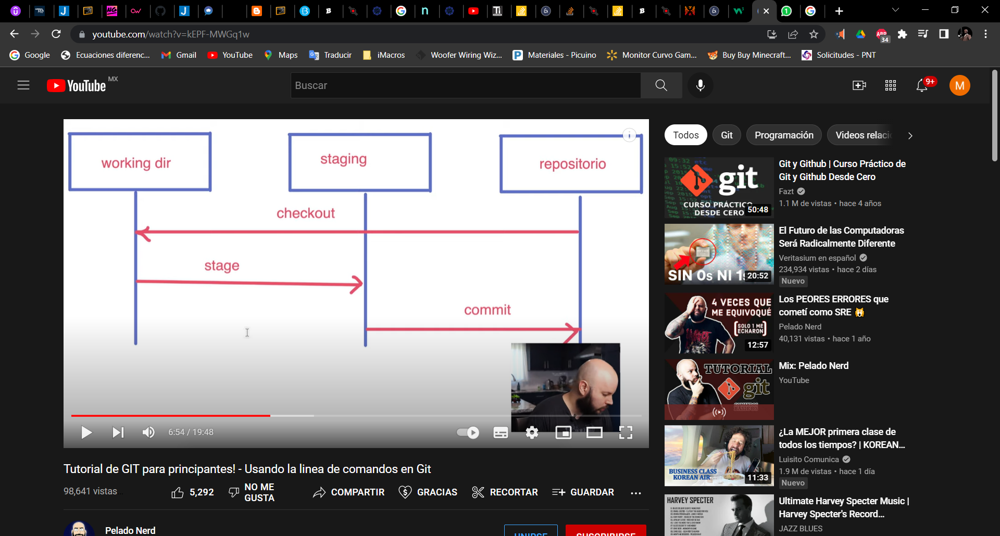 youtube.com/watch?v=kEPF-MWGq1w
34
Google
Ecuaciones diferenc...
Gmail
YouTube
Maps
Traducir
iMacros
Woofer Wiring Wiz...
Materiales - Picuino
Monitor Curvo Gam...
Buy Buy Minecraft...
Solicitudes - PNT
YouTube MX
Buscar
9+
M
working dir
staging
repositorio
checkout
stage
commit
6:54 / 19:48
Tutorial de GIT para principantes! - Usando la linea de comandos en Git
98,641 vistas
5,292
NO ME
GUSTA
COMPARTIR
GRACIAS
RECORTAR
GUARDAR
Pelado Nerd
UNIRSE
SUSCRIBIRSE
Todos
Git
Programación
Videos relaci
git
CURSO PRÁCTICO
DESDE CERO
50:48
Git y Github | Curso Práctico de
Git y Github Desde Cero
Fazt
1.1 M de vistas • hace 4 años
SIN 0s NI 1s
20:52
El Futuro de las Computadoras
Será Radicalmente Diferente
Veritasium en español
234,934 vistas • hace 2 días
Nuevo
4 VECES QUE
ME EQUIVOQUÉ
[SOLO 1 ME
ECHARON]
12:57
Los PEORES ERRORES que
cometí como SRE 🙀
Pelado Nerd
40,131 vistas • hace 1 año
TUTORIAL
git
COMANDOS
BASICOS
Mix: Pelado Nerd
YouTube
BUSINESS CLASS
KOREAN AIR
11:33
¿La MEJOR primera clase de
todos los tiempos? | KOREAN...
Luisito Comunica
1.9 M de vistas • hace 1 día
Nuevo
HARVEY SPECTER
Ultimate Harvey Specter Music |
Harvey Specter's Record...
JAZZ BLUES